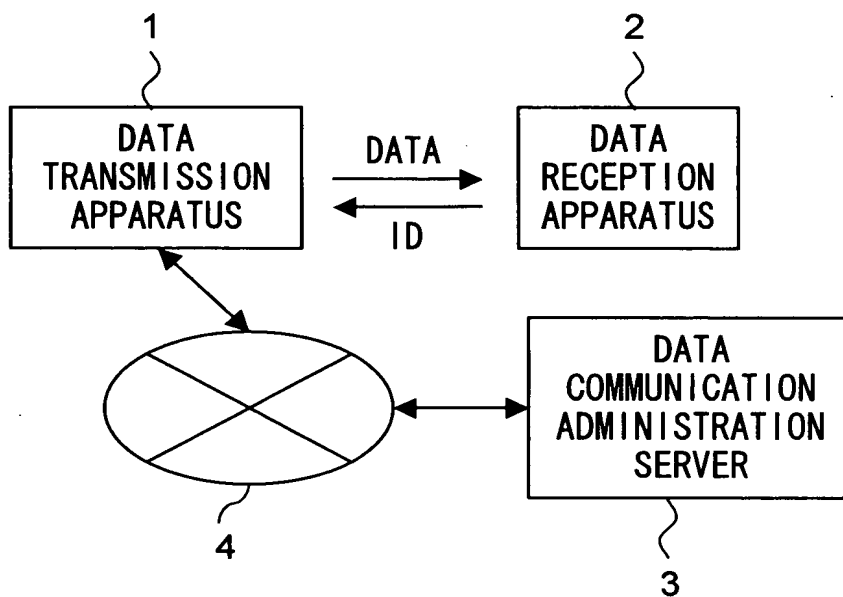 1
2
DATA
TRANSMISSION
APPARATUS
DATA
ID
DATA
RECEPTION
APPARATUS
DATA
COMMUNICATION
ADMINISTRATION
SERVER
4
3